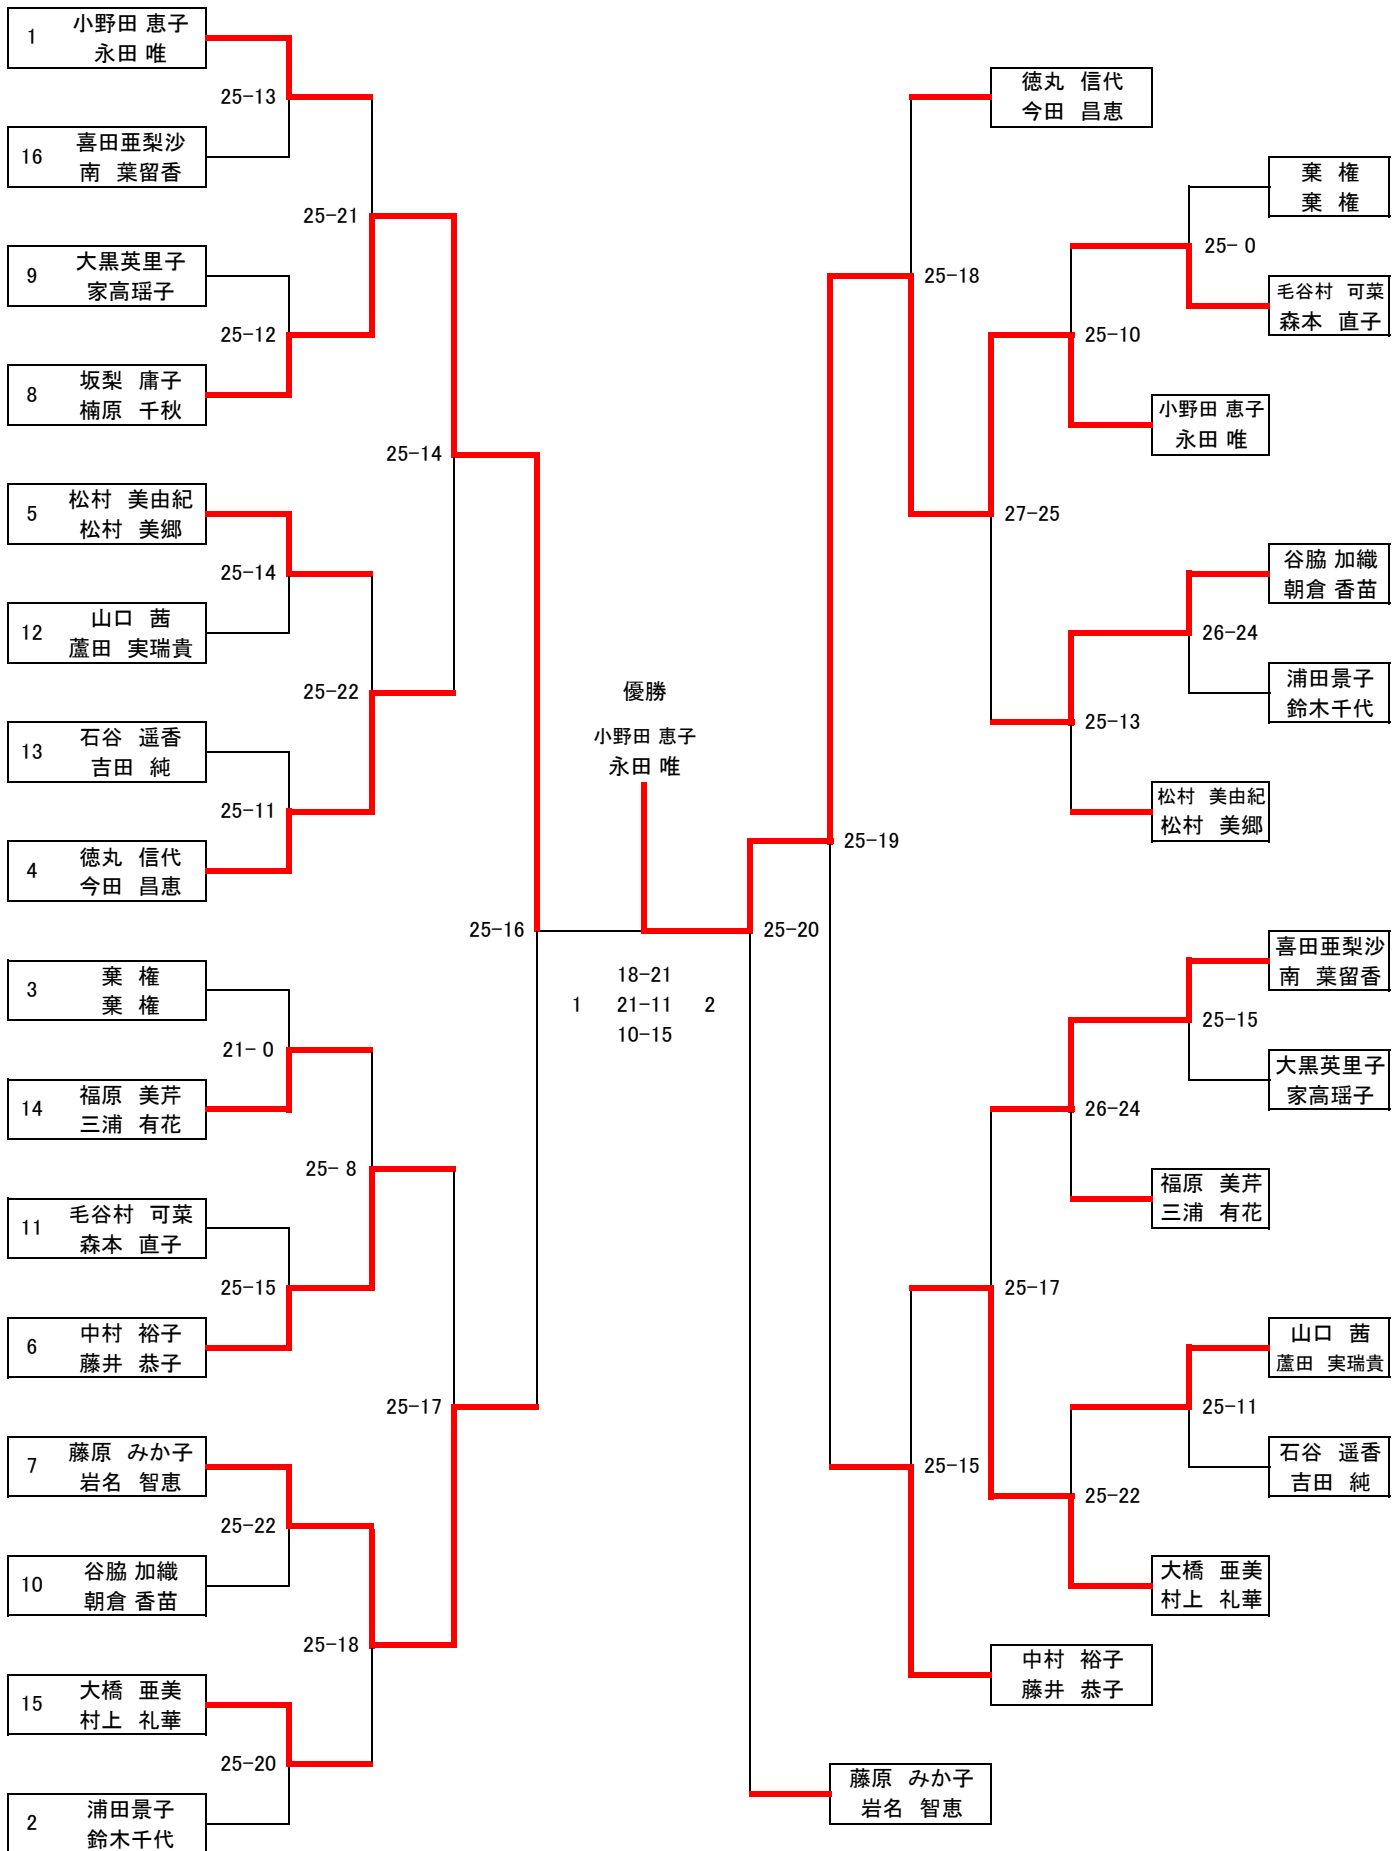 1
小野田 恵子
永田 唯
25-13
16
喜田亜梨沙
南 葉留香
25-21
9
大黒英里子
家高瑶子
25-12
8
坂梨 庸子
楠原 千秋
25-14
5
松村 美由紀
松村 美郷
25-14
12
山口 茜
蘆田 実瑞貴
25-22
13
石谷 遥香
吉田 純
25-11
4
徳丸 信代
今田 昌恵
25-16
3
棄 権
棄 権
21- 0
14
福原 美芹
三浦 有花
25- 8
11
毛谷村 可菜
森本 直子
25-15
6
中村 裕子
藤井 恭子
25-17
7
藤原 みか子
岩名 智恵
25-22
10
谷脇 加織
朝倉 香苗
25-18
15
大橋 亜美
村上 礼華
25-20
2
浦田景子
鈴木千代
優勝
小野田 恵子
永田 唯
18-21
1 21-11 2
10-15
徳丸 信代
今田 昌恵
棄 権
棄 権
25- 0
25-18
毛谷村 可菜
森本 直子
25-10
小野田 恵子
永田 唯
27-25
谷脇 加織
朝倉 香苗
26-24
浦田景子
鈴木千代
25-13
松村 美由紀
松村 美郷
25-19
25-20
喜田亜梨沙
南 葉留香
25-15
大黒英里子
家高瑶子
26-24
福原 美芹
三浦 有花
25-17
山口 茜
蘆田 実瑞貴
25-11
石谷 遥香
吉田 純
25-15
25-22
大橋 亜美
村上 礼華
中村 裕子
藤井 恭子
藤原 みか子
岩名 智恵